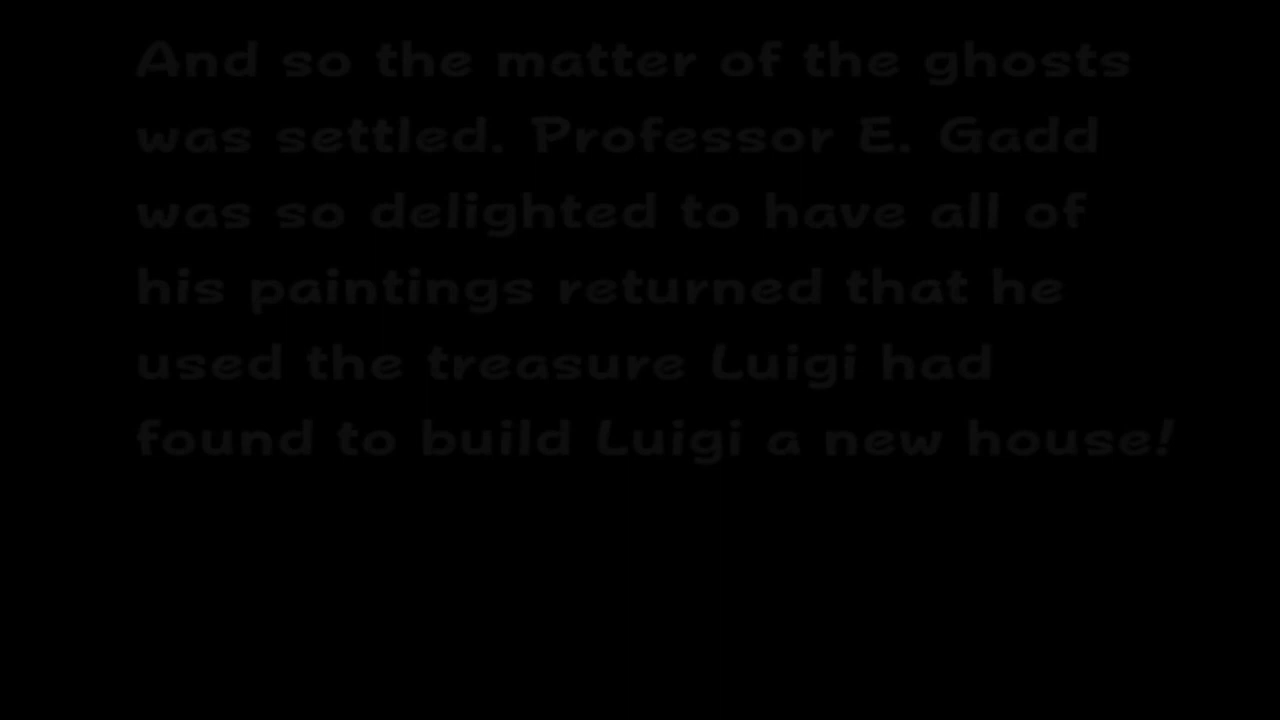 And so the matter of the ghosts
was settled. Professor E. Gadd
was so delighted to have all of
his paintings returned that he
used the treasure Luigi had
found to build Luigi a new house!